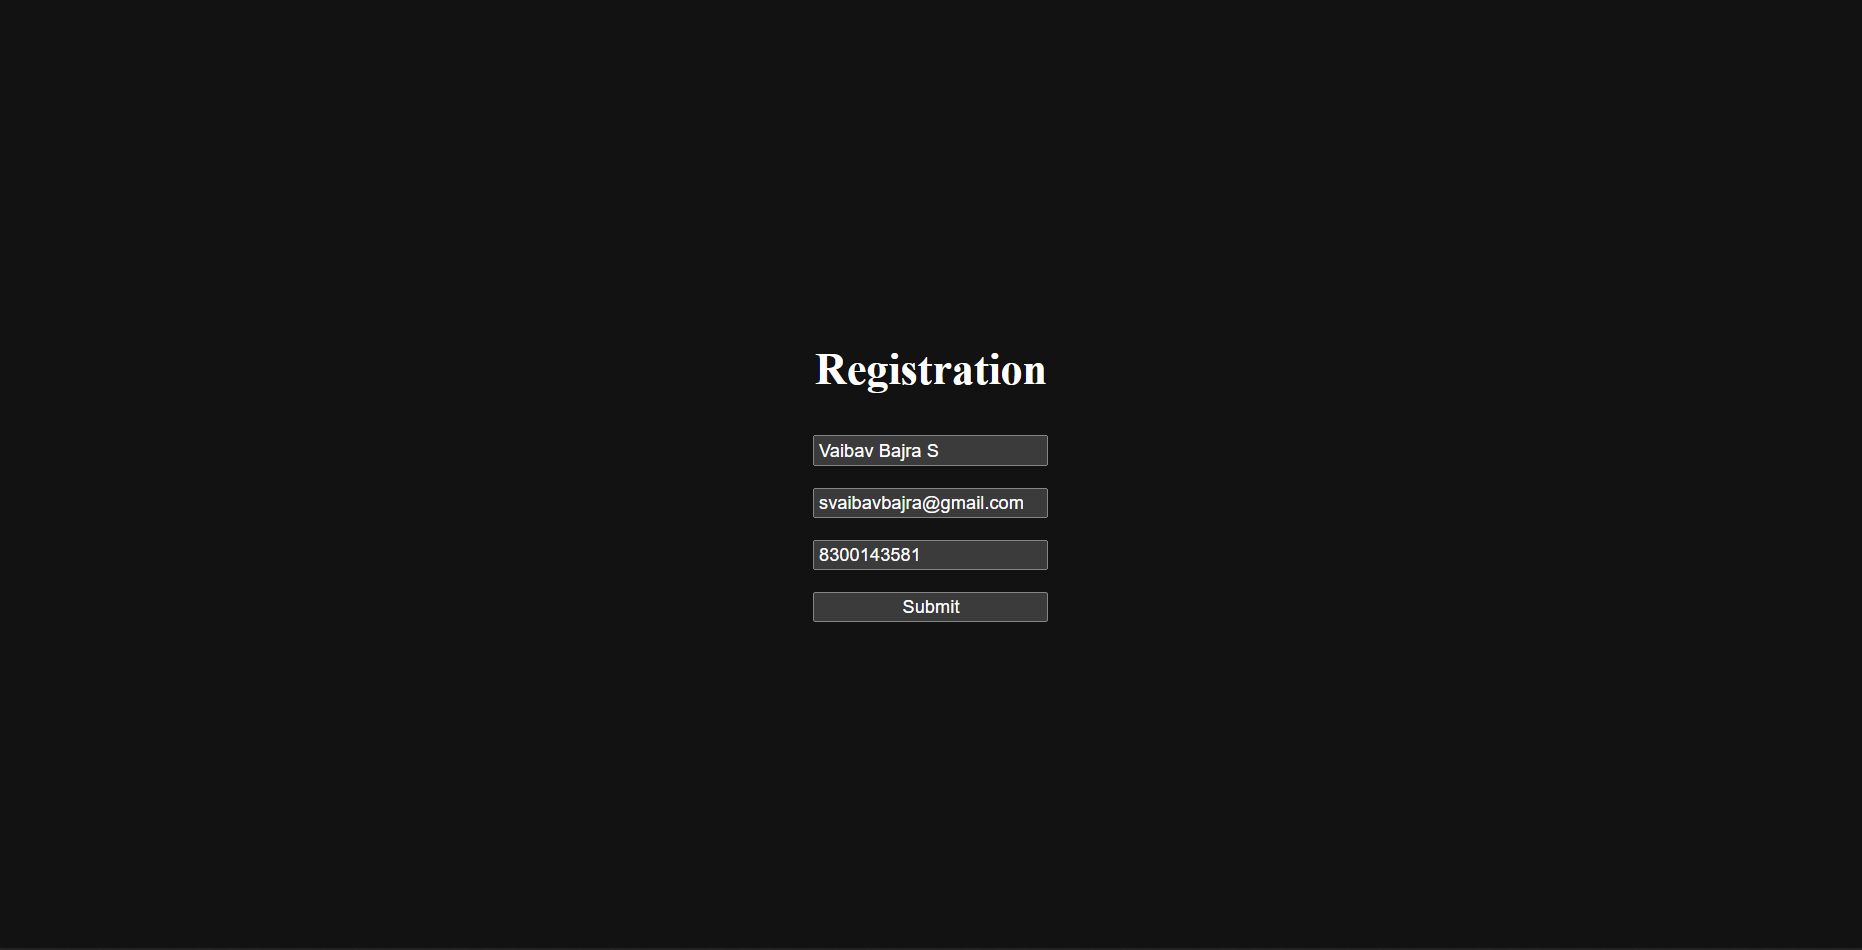 Registration
Vaibav Bajra S
svaibavbajra@gmail.com
8300143581
Submit